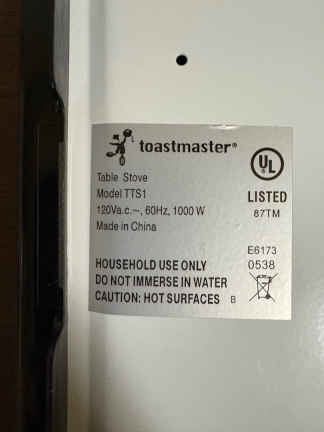 toastmaster®
UL
Table Stove
Model TTS1
LISTED
120Va.c.~, 60Hz, 1000 W
87TM
Made in China
E6173
HOUSEHOLD USE ONLY
0538
DO NOT IMMERSE IN WATER
CAUTION: HOT SURFACES B